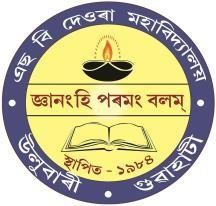 এছ বি দেওৰা মহাবিদ্যালয়
জ্ঞানংহি পৰমং বলম্
স্থাপিত - ১৯৮৪
উলুবাৰী
গুৱাহাটী